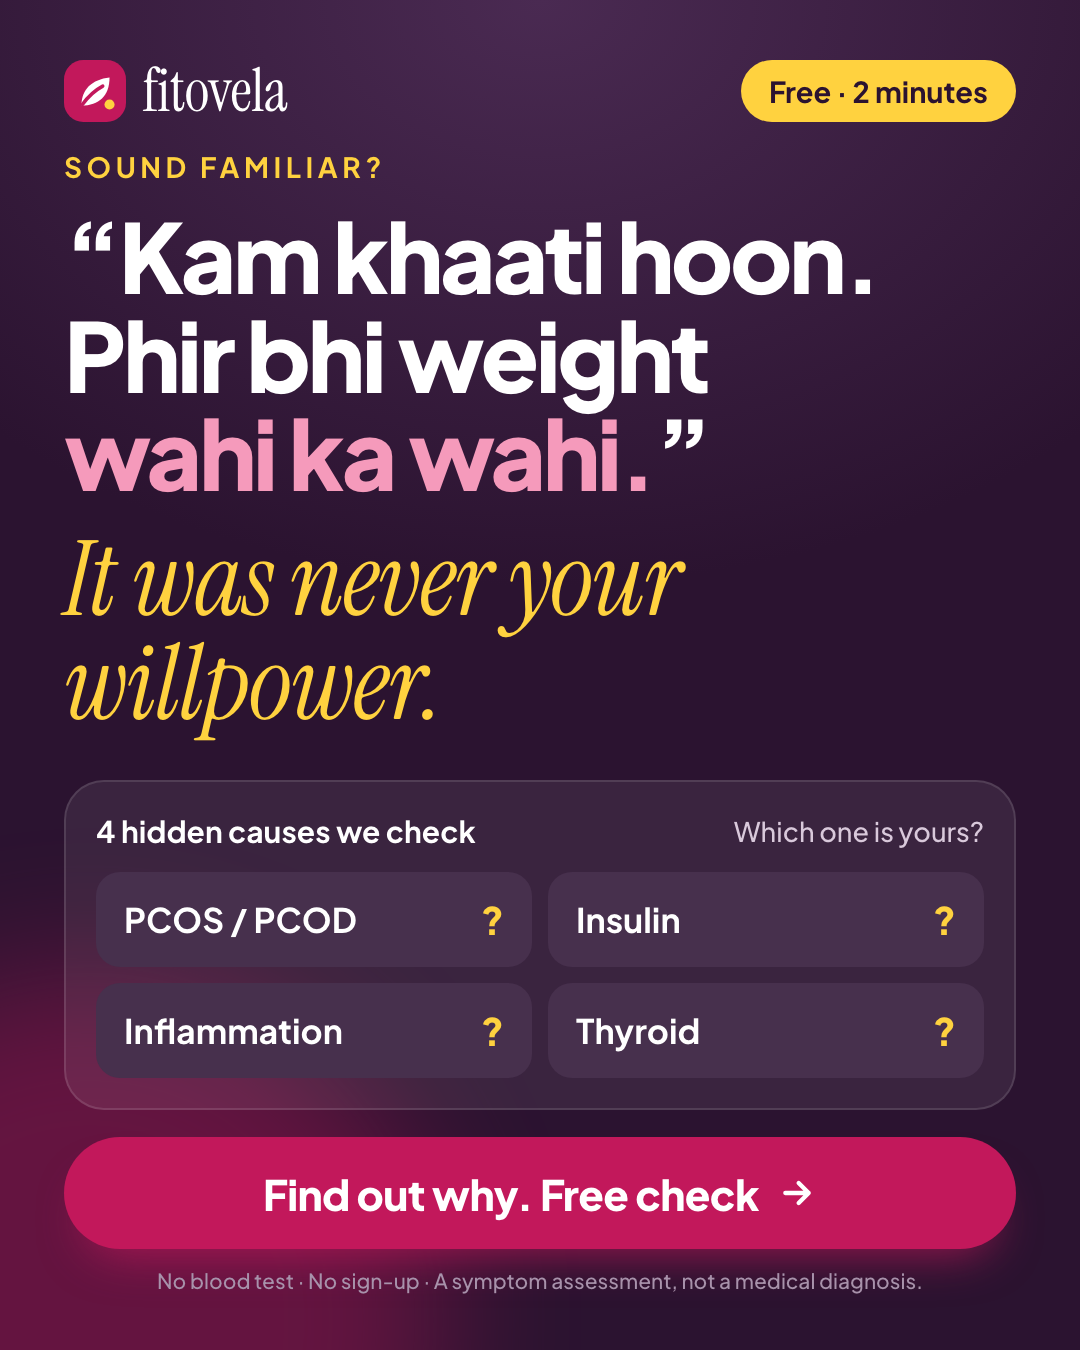 fitovela
Free · 2 minutes
SOUND FAMILIAR?
“Kam khaati hoon.
Phir bhi weight
wahi ka wahi.”
It was never your
willpower.
4 hidden causes we check
Which one is yours?
PCOS / PCOD ?
Insulin ?
Inflammation ?
Thyroid ?
Find out why. Free check →
No blood test · No sign-up · A symptom assessment, not a medical diagnosis.